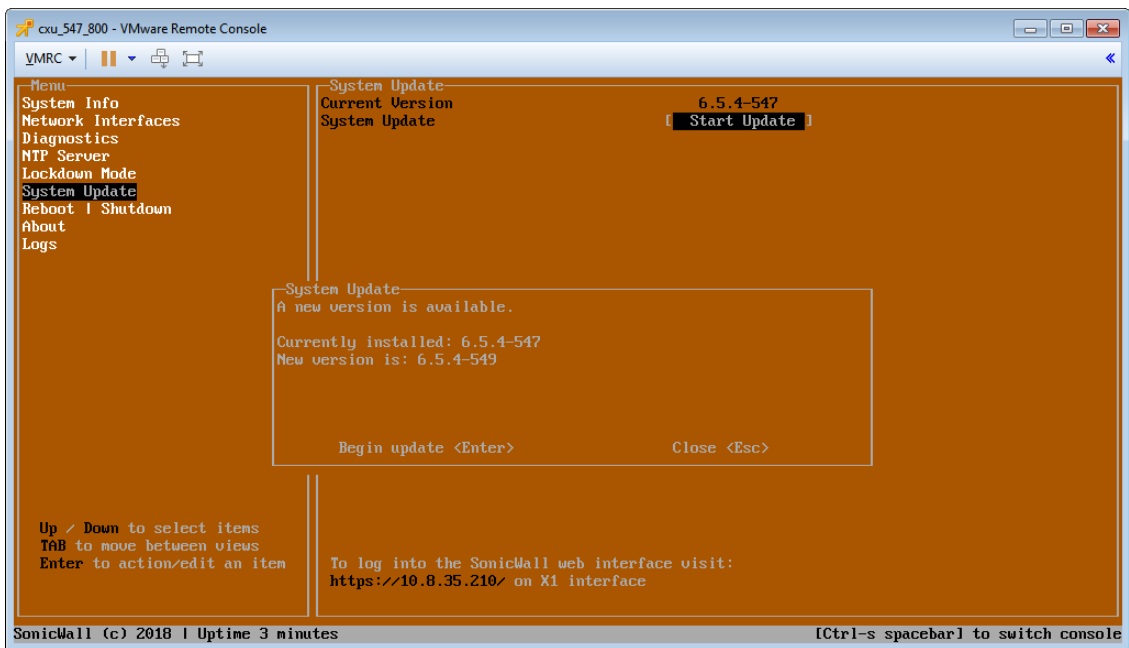 cxu_547_800 - VMware Remote Console
VMRC
Menu
System Info
Network Interfaces
Diagnostics
NTP Server
Lockdown Mode
System Update
Reboot | Shutdown
About
Logs
System Update
Current Version 6.5.4-547
System Update [ Start Update ]
System Update
A new version is available.
Currently installed: 6.5.4-547
New version is: 6.5.4-549
Begin update <Enter> Close <Esc>
Up / Down to select items
TAB to move between views
Enter to action/edit an item
To log into the SonicWall web interface visit:
https://10.8.35.210/ on X1 interface
SonicWall (c) 2018 | Uptime 3 minutes [Ctrl-s spacebar] to switch console